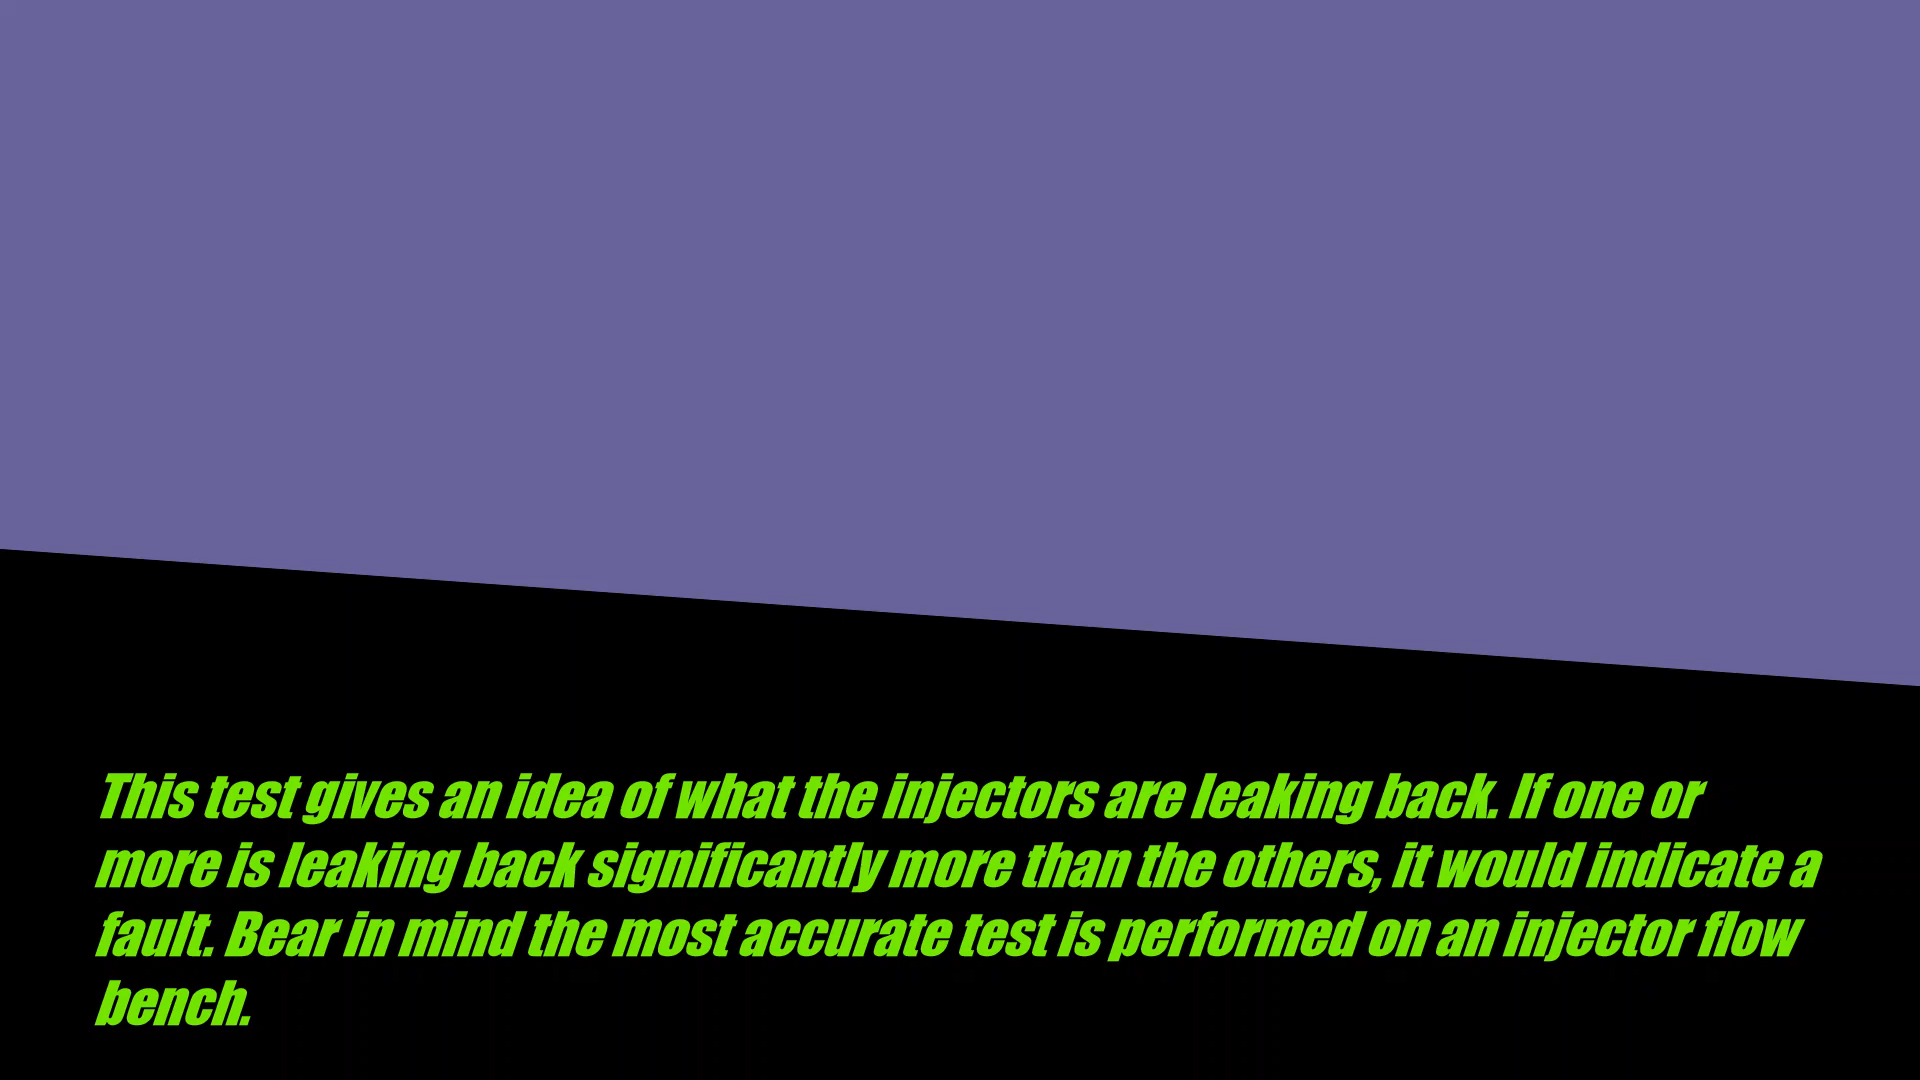 This test gives an idea of what the injectors are leaking back. If one or
more is leaking back significantly more than the others, it would indicate a
fault. Bear in mind the most accurate test is performed on an injector flow
bench.